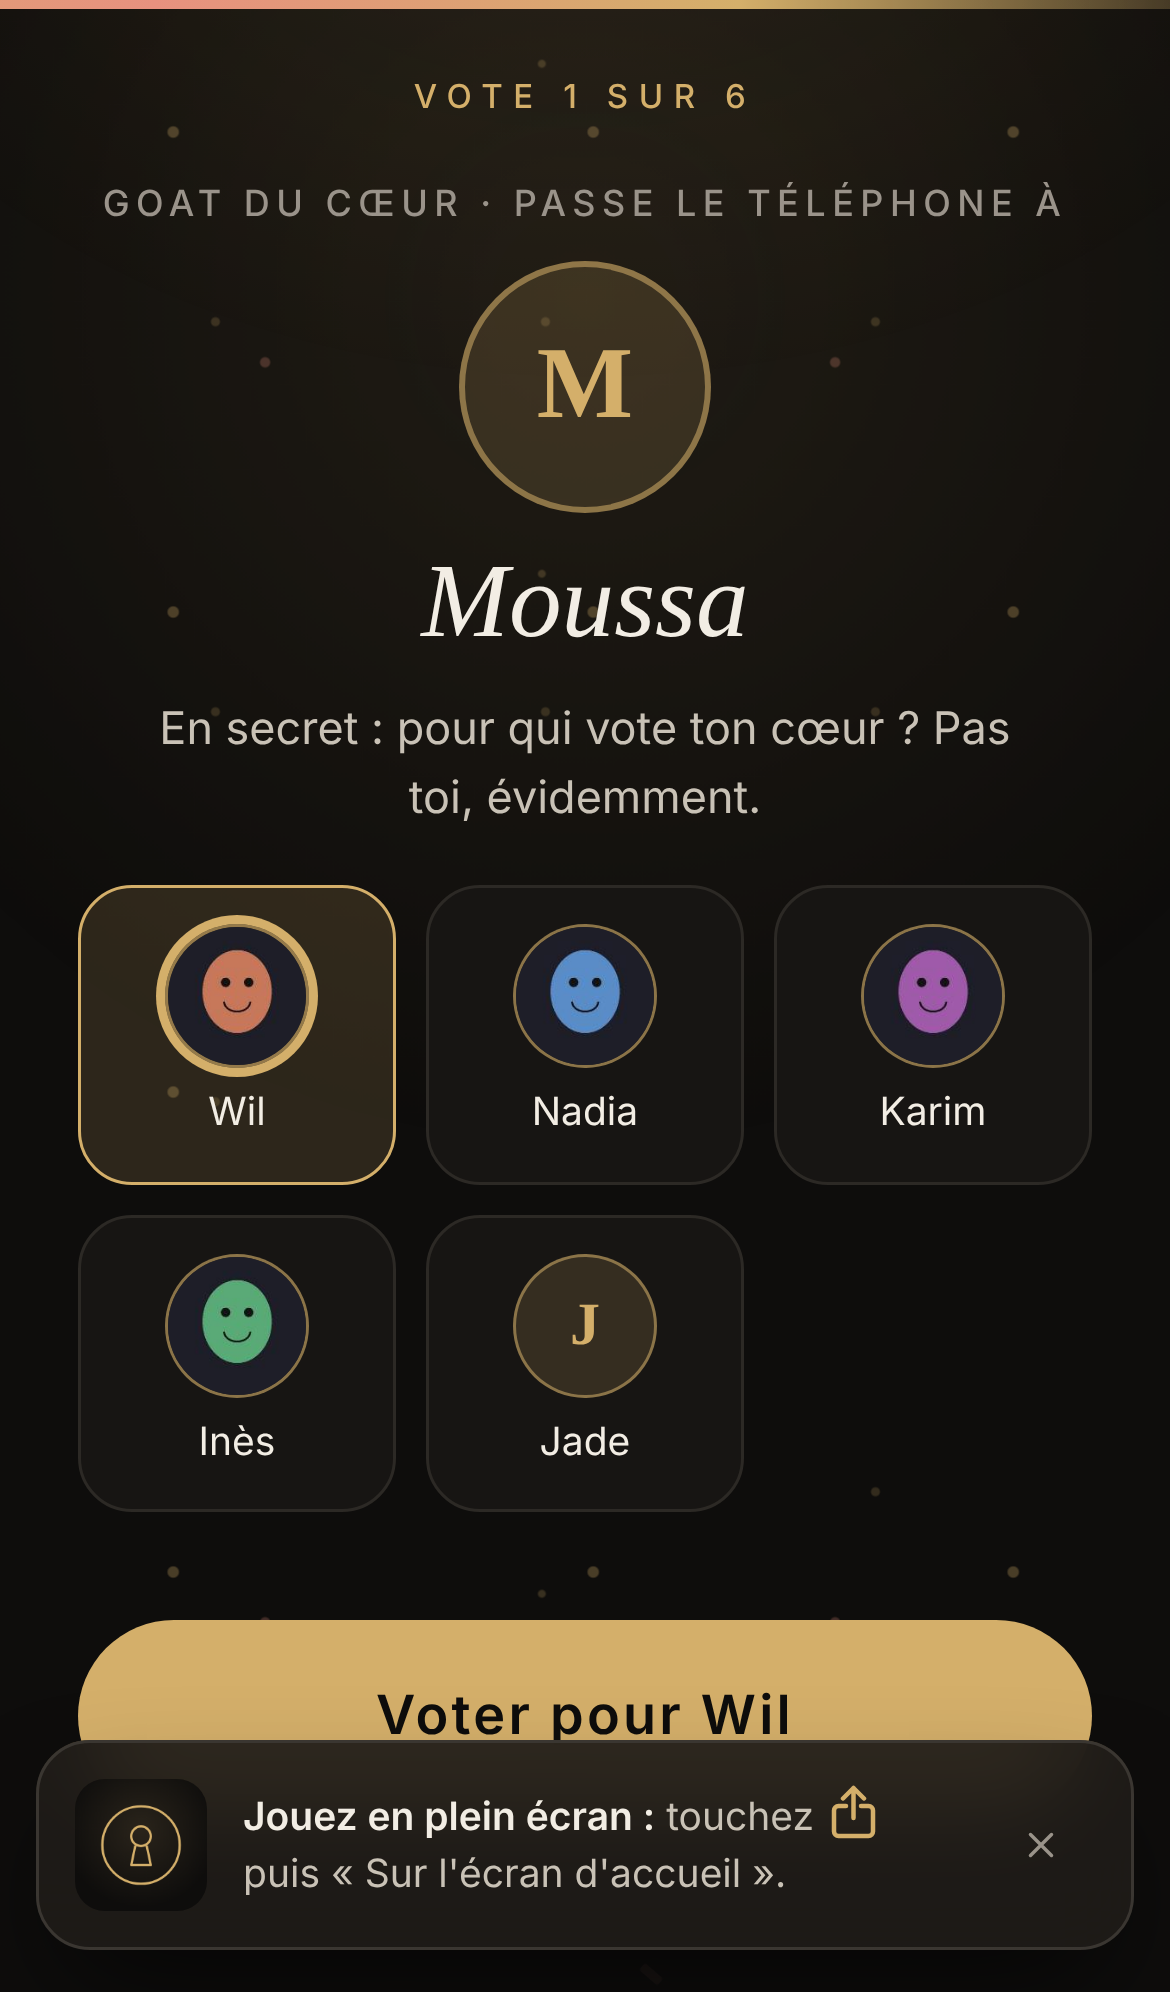 VOTE 1 SUR 6
GOAT DU CŒUR · PASSE LE TÉLÉPHONE À
M
Moussa
En secret : pour qui vote ton cœur ? Pas
toi, évidemment.
Wil
Nadia
Karim
J
Inès
Jade
Voter pour Wil
Jouez en plein écran : touchez
puis « Sur l'écran d'accueil ».